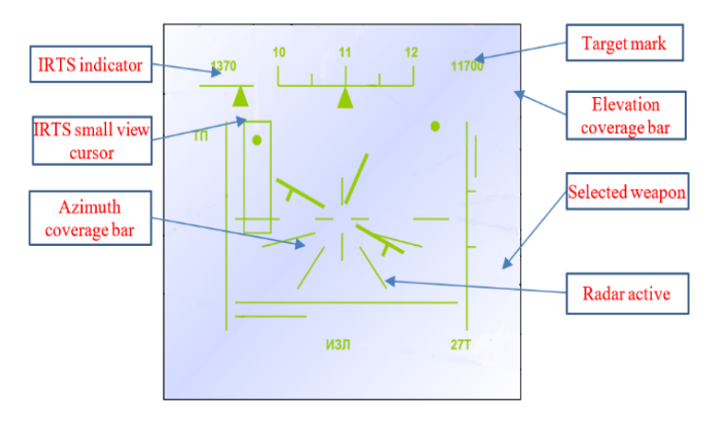 10 11 12
IRTS indicator
1370
11700
Target mark
IRTS small view
cursor
ТП
Elevation
coverage bar
Azimuth
coverage bar
Selected weapon
Radar active
ИЗЛ
27Т